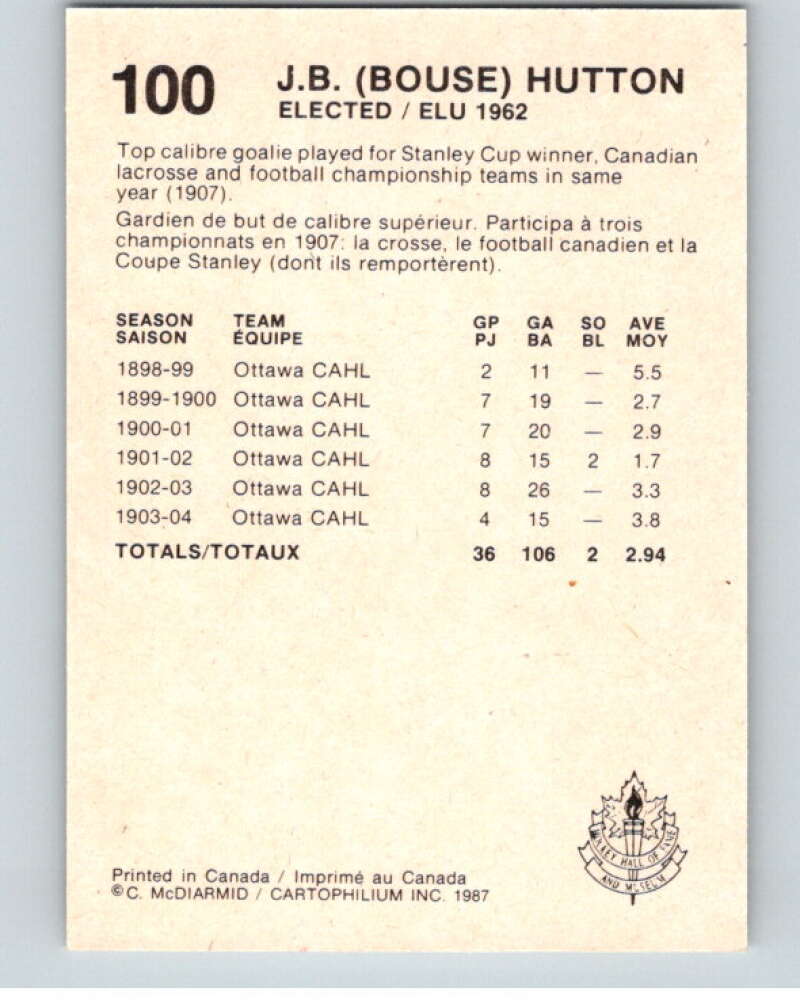 100 J.B. (BOUSE) HUTTON
ELECTED / ELU 1962
Top calibre goalie played for Stanley Cup winner, Canadian
lacrosse and football championship teams in same
year (1907).
Gardien de but de calibre supérieur. Participa à trois
championnats en 1907: la crosse, le football canadien et la
Coupe Stanley (dont ils remportèrent).
SEASON TEAM GP GA SO AVE
SAISON ÉQUIPE PJ BA BL MOY
1898-99 Ottawa CAHL 2 11 — 5.5
1899-1900 Ottawa CAHL 7 19 — 2.7
1900-01 Ottawa CAHL 7 20 — 2.9
1901-02 Ottawa CAHL 8 15 2 1.7
1902-03 Ottawa CAHL 8 26 — 3.3
1903-04 Ottawa CAHL 4 15 — 3.8
TOTALS/TOTAUX 36 106 2 2.94
HOCKEY HALL OF FAME
AND MUSEUM
Printed in Canada / Imprimé au Canada
©C. McDIARMID / CARTOPHILIUM INC. 1987